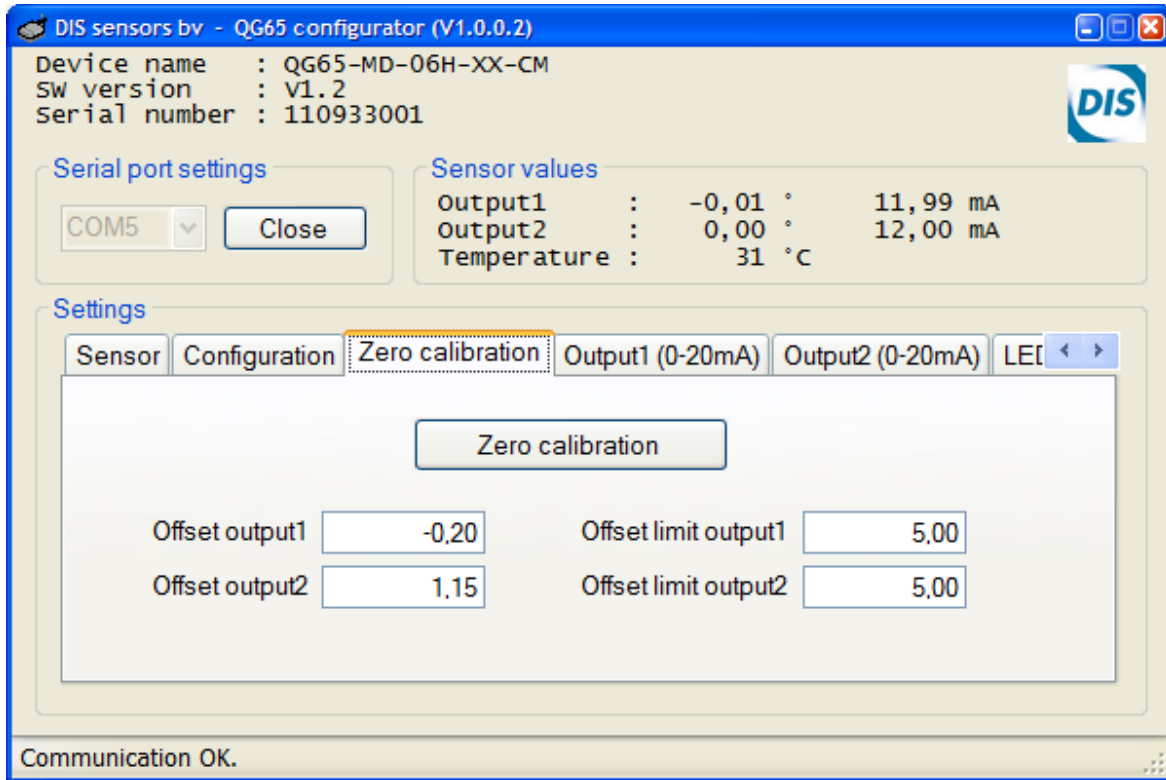 DIS sensors bv - QG65 configurator (V1.0.0.2)
Device name : QG65-MD-06H-XX-CM
SW version : V1.2
Serial number : 110933001
DIS
Serial port settings
COM5
Close
Sensor values
Output1 : -0,01 ° 11,99 mA
Output2 : 0,00 ° 12,00 mA
Temperature : 31 °C
Settings
Sensor Configuration Zero calibration Output1 (0-20mA) Output2 (0-20mA) LED
Zero calibration
Offset output1 -0,20 Offset limit output1 5,00
Offset output2 1,15 Offset limit output2 5,00
Communication OK.